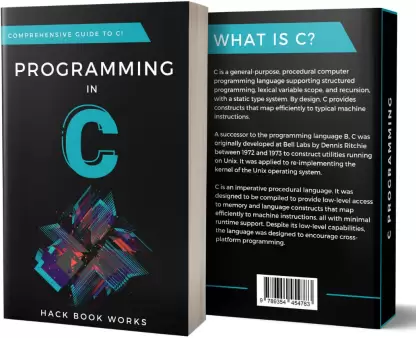 COMPREHENSIVE GUIDE TO C!
PROGRAMMING
IN
C
HACK BOOK WORKS
WHAT IS C?
C is a general-purpose, procedural computer
programming language supporting structured
programming, lexical variable scope, and recursion,
with a static type system. By design, C provides
constructs that map efficiently to typical machine
instructions.
A successor to the programming language B, C was
originally developed at Bell Labs by Dennis Ritchie
between 1972 and 1973 to construct utilities running
on Unix. It was applied to re-implementing the
kernel of the Unix operating system.
C is an imperative procedural language. It was
designed to be compiled to provide low-level access
to memory and language constructs that map
efficiently to machine instructions, all with minimal
runtime support. Despite its low-level capabilities,
the language was designed to encourage cross-
platform programming.
9 789354 454763
C PROGRAMMING